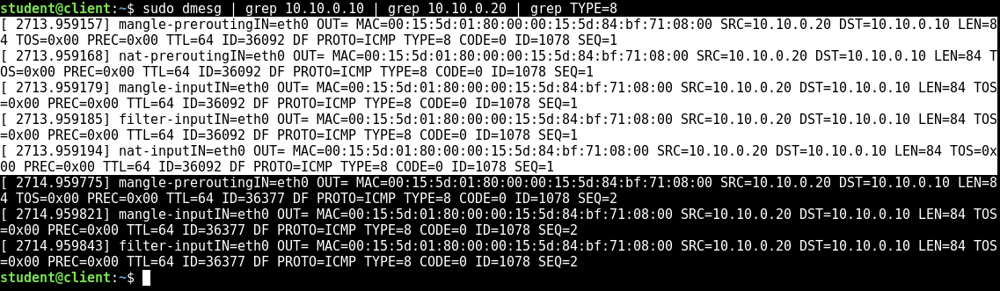 student@client:~$ sudo dmesg | grep 10.10.0.10 | grep 10.10.0.20 | grep TYPE=8
[ 2713.959157] mangle-preroutingIN=eth0 OUT= MAC=00:15:5d:01:80:00:00:15:5d:84:bf:71:08:00 SRC=10.10.0.20 DST=10.10.0.10 LEN=8
4 TOS=0x00 PREC=0x00 TTL=64 ID=36092 DF PROTO=ICMP TYPE=8 CODE=0 ID=1078 SEQ=1
[ 2713.959168] nat-preroutingIN=eth0 OUT= MAC=00:15:5d:01:80:00:00:15:5d:84:bf:71:08:00 SRC=10.10.0.20 DST=10.10.0.10 LEN=84 T
OS=0x00 PREC=0x00 TTL=64 ID=36092 DF PROTO=ICMP TYPE=8 CODE=0 ID=1078 SEQ=1
[ 2713.959179] mangle-inputIN=eth0 OUT= MAC=00:15:5d:01:80:00:00:15:5d:84:bf:71:08:00 SRC=10.10.0.20 DST=10.10.0.10 LEN=84 TOS
=0x00 PREC=0x00 TTL=64 ID=36092 DF PROTO=ICMP TYPE=8 CODE=0 ID=1078 SEQ=1
[ 2713.959185] filter-inputIN=eth0 OUT= MAC=00:15:5d:01:80:00:00:15:5d:84:bf:71:08:00 SRC=10.10.0.20 DST=10.10.0.10 LEN=84 TOS
=0x00 PREC=0x00 TTL=64 ID=36092 DF PROTO=ICMP TYPE=8 CODE=0 ID=1078 SEQ=1
[ 2713.959194] nat-inputIN=eth0 OUT= MAC=00:15:5d:01:80:00:00:15:5d:84:bf:71:08:00 SRC=10.10.0.20 DST=10.10.0.10 LEN=84 TOS=0x
00 PREC=0x00 TTL=64 ID=36092 DF PROTO=ICMP TYPE=8 CODE=0 ID=1078 SEQ=1
[ 2714.959775] mangle-preroutingIN=eth0 OUT= MAC=00:15:5d:01:80:00:00:15:5d:84:bf:71:08:00 SRC=10.10.0.20 DST=10.10.0.10 LEN=8
4 TOS=0x00 PREC=0x00 TTL=64 ID=36377 DF PROTO=ICMP TYPE=8 CODE=0 ID=1078 SEQ=2
[ 2714.959821] mangle-inputIN=eth0 OUT= MAC=00:15:5d:01:80:00:00:15:5d:84:bf:71:08:00 SRC=10.10.0.20 DST=10.10.0.10 LEN=84 TOS
=0x00 PREC=0x00 TTL=64 ID=36377 DF PROTO=ICMP TYPE=8 CODE=0 ID=1078 SEQ=2
[ 2714.959843] filter-inputIN=eth0 OUT= MAC=00:15:5d:01:80:00:00:15:5d:84:bf:71:08:00 SRC=10.10.0.20 DST=10.10.0.10 LEN=84 TOS
=0x00 PREC=0x00 TTL=64 ID=36377 DF PROTO=ICMP TYPE=8 CODE=0 ID=1078 SEQ=2
student@client:~$